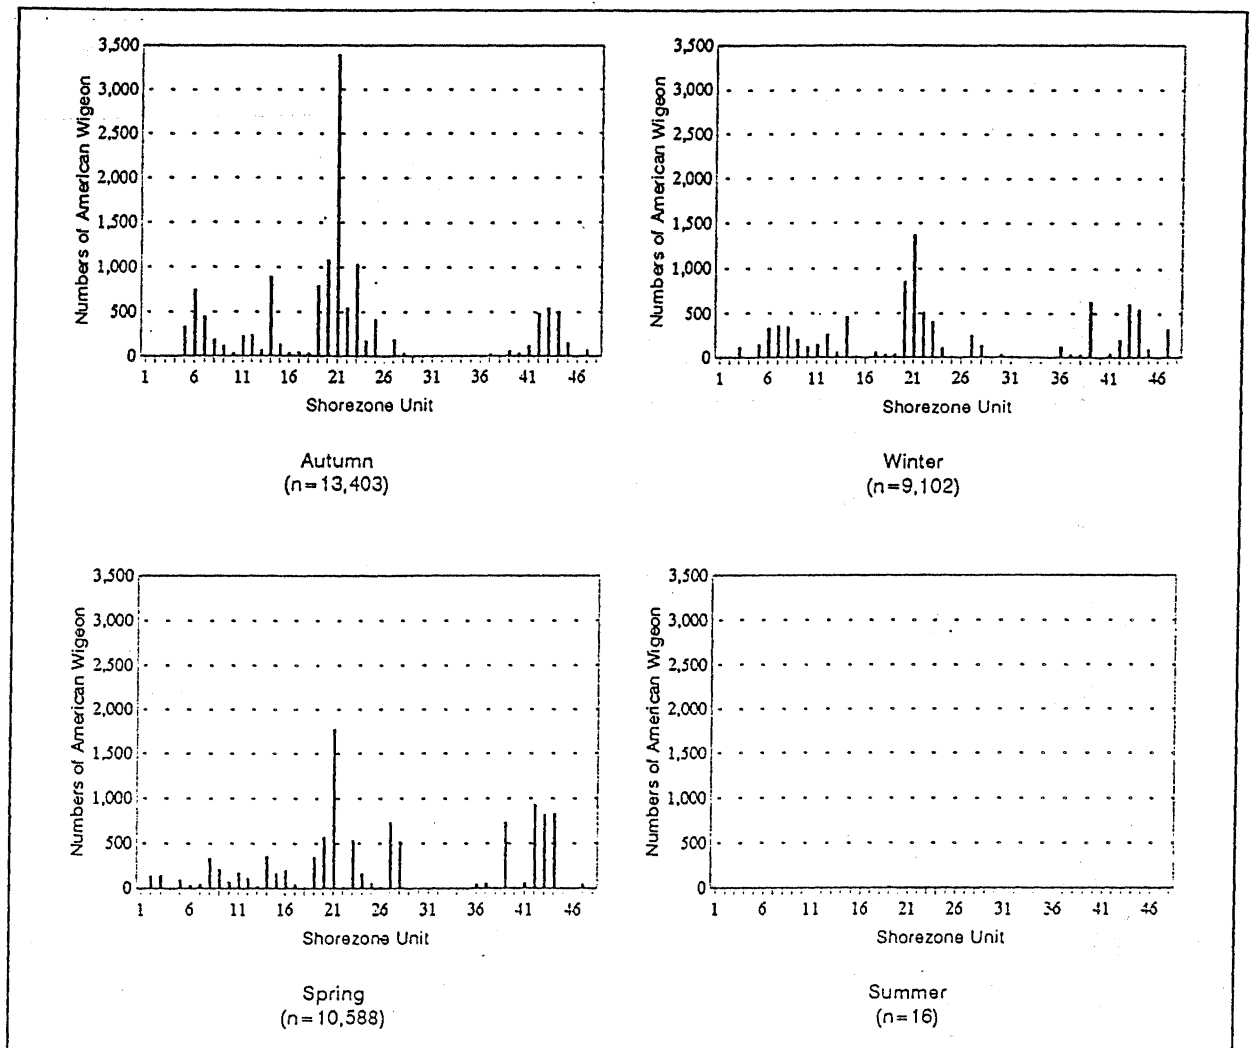 Numbers of American Wigeon
3,500
3,000
2,500
2,000
1,500
1,000
500
0
1 6 11 16 21 26 31 36 41 46
Shorezone Unit
Autumn
(n=13,403)
Numbers of American Wigeon
3,500
3,000
2,500
2,000
1,500
1,000
500
0
1 6 11 16 21 26 31 36 41 46
Shorezone Unit
Winter
(n=9,102)
Numbers of American Wigeon
3,500
3,000
2,500
2,000
1,500
1,000
500
0
1 6 11 16 21 26 31 36 41 46
Shorezone Unit
Spring
(n=10,588)
Numbers of American Wigeon
3,500
3,000
2,500
2,000
1,500
1,000
500
0
1 6 11 16 21 26 31 36 41 46
Shorezone Unit
Summer
(n=16)